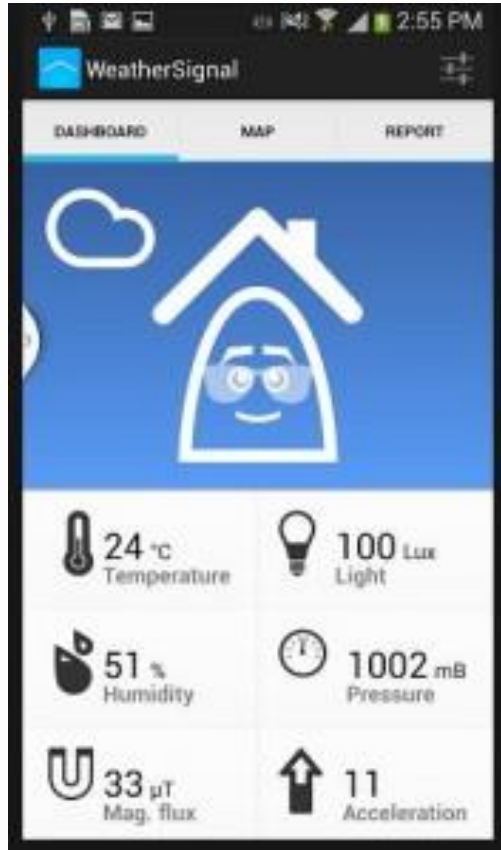 2:55 PM
WeatherSignal
DASHBOARD MAP REPORT
24 °C
Temperature
100 Lux
Light
51 %
Humidity
1002 mB
Pressure
33 µT
Mag. flux
11
Acceleration